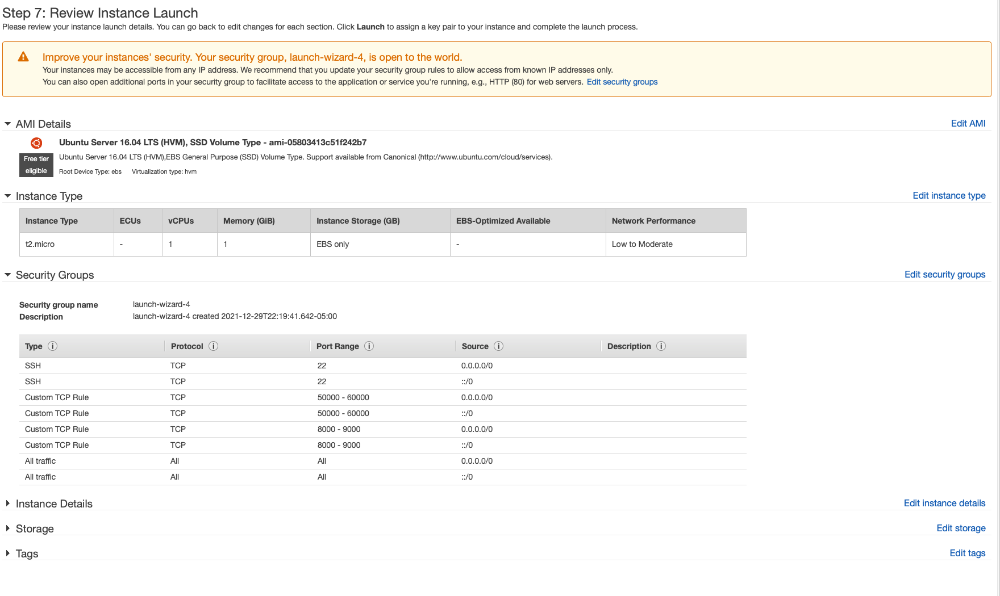 Step 7: Review Instance Launch
Please review your instance launch details. You can go back to edit changes for each section. Click Launch to assign a key pair to your instance and complete the launch process.
Improve your instances' security. Your security group, launch-wizard-4, is open to the world.
Your instances may be accessible from any IP address. We recommend that you update your security group rules to allow access from known IP addresses only.
You can also open additional ports in your security group to facilitate access to the application or service you're running, e.g., HTTP (80) for web servers. Edit security groups
AMI Details Edit AMI
Ubuntu Server 16.04 LTS (HVM), SSD Volume Type - ami-05803413c51f242b7
Free tier eligible
Ubuntu Server 16.04 LTS (HVM),EBS General Purpose (SSD) Volume Type. Support available from Canonical (http://www.ubuntu.com/cloud/services).
Root Device Type: ebs Virtualization type: hvm
Instance Type Edit instance type
Instance Type ECUs vCPUs Memory (GiB) Instance Storage (GB) EBS-Optimized Available Network Performance
t2.micro - 1 1 EBS only - Low to Moderate
Security Groups Edit security groups
Security group name launch-wizard-4
Description launch-wizard-4 created 2021-12-29T22:19:41.642-05:00
Type Protocol Port Range Source Description
SSH TCP 22 0.0.0.0/0
SSH TCP 22 ::/0
Custom TCP Rule TCP 50000 - 60000 0.0.0.0/0
Custom TCP Rule TCP 50000 - 60000 ::/0
Custom TCP Rule TCP 8000 - 9000 0.0.0.0/0
Custom TCP Rule TCP 8000 - 9000 ::/0
All traffic All All 0.0.0.0/0
All traffic All All ::/0
Instance Details Edit instance details
Storage Edit storage
Tags Edit tags